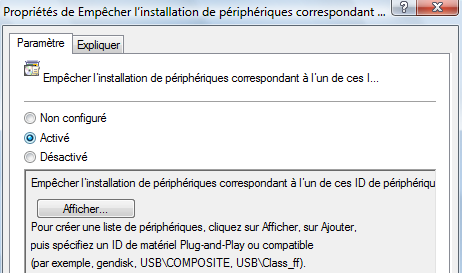 Propriétés de Empêcher l'installation de périphériques correspondant ...
Paramètre
Expliquer
Empêcher l'installation de périphériques correspondant à l'un de ces I...
Non configuré
Activé
Désactivé
Empêcher l'installation de périphériques correspondant à l'un de ces ID de périphériqu
Afficher...
Pour créer une liste de périphériques, cliquez sur Afficher, sur Ajouter,
puis spécifiez un ID de matériel Plug-and-Play ou compatible
(par exemple, gendisk, USB\COMPOSITE, USB\Class_ff).